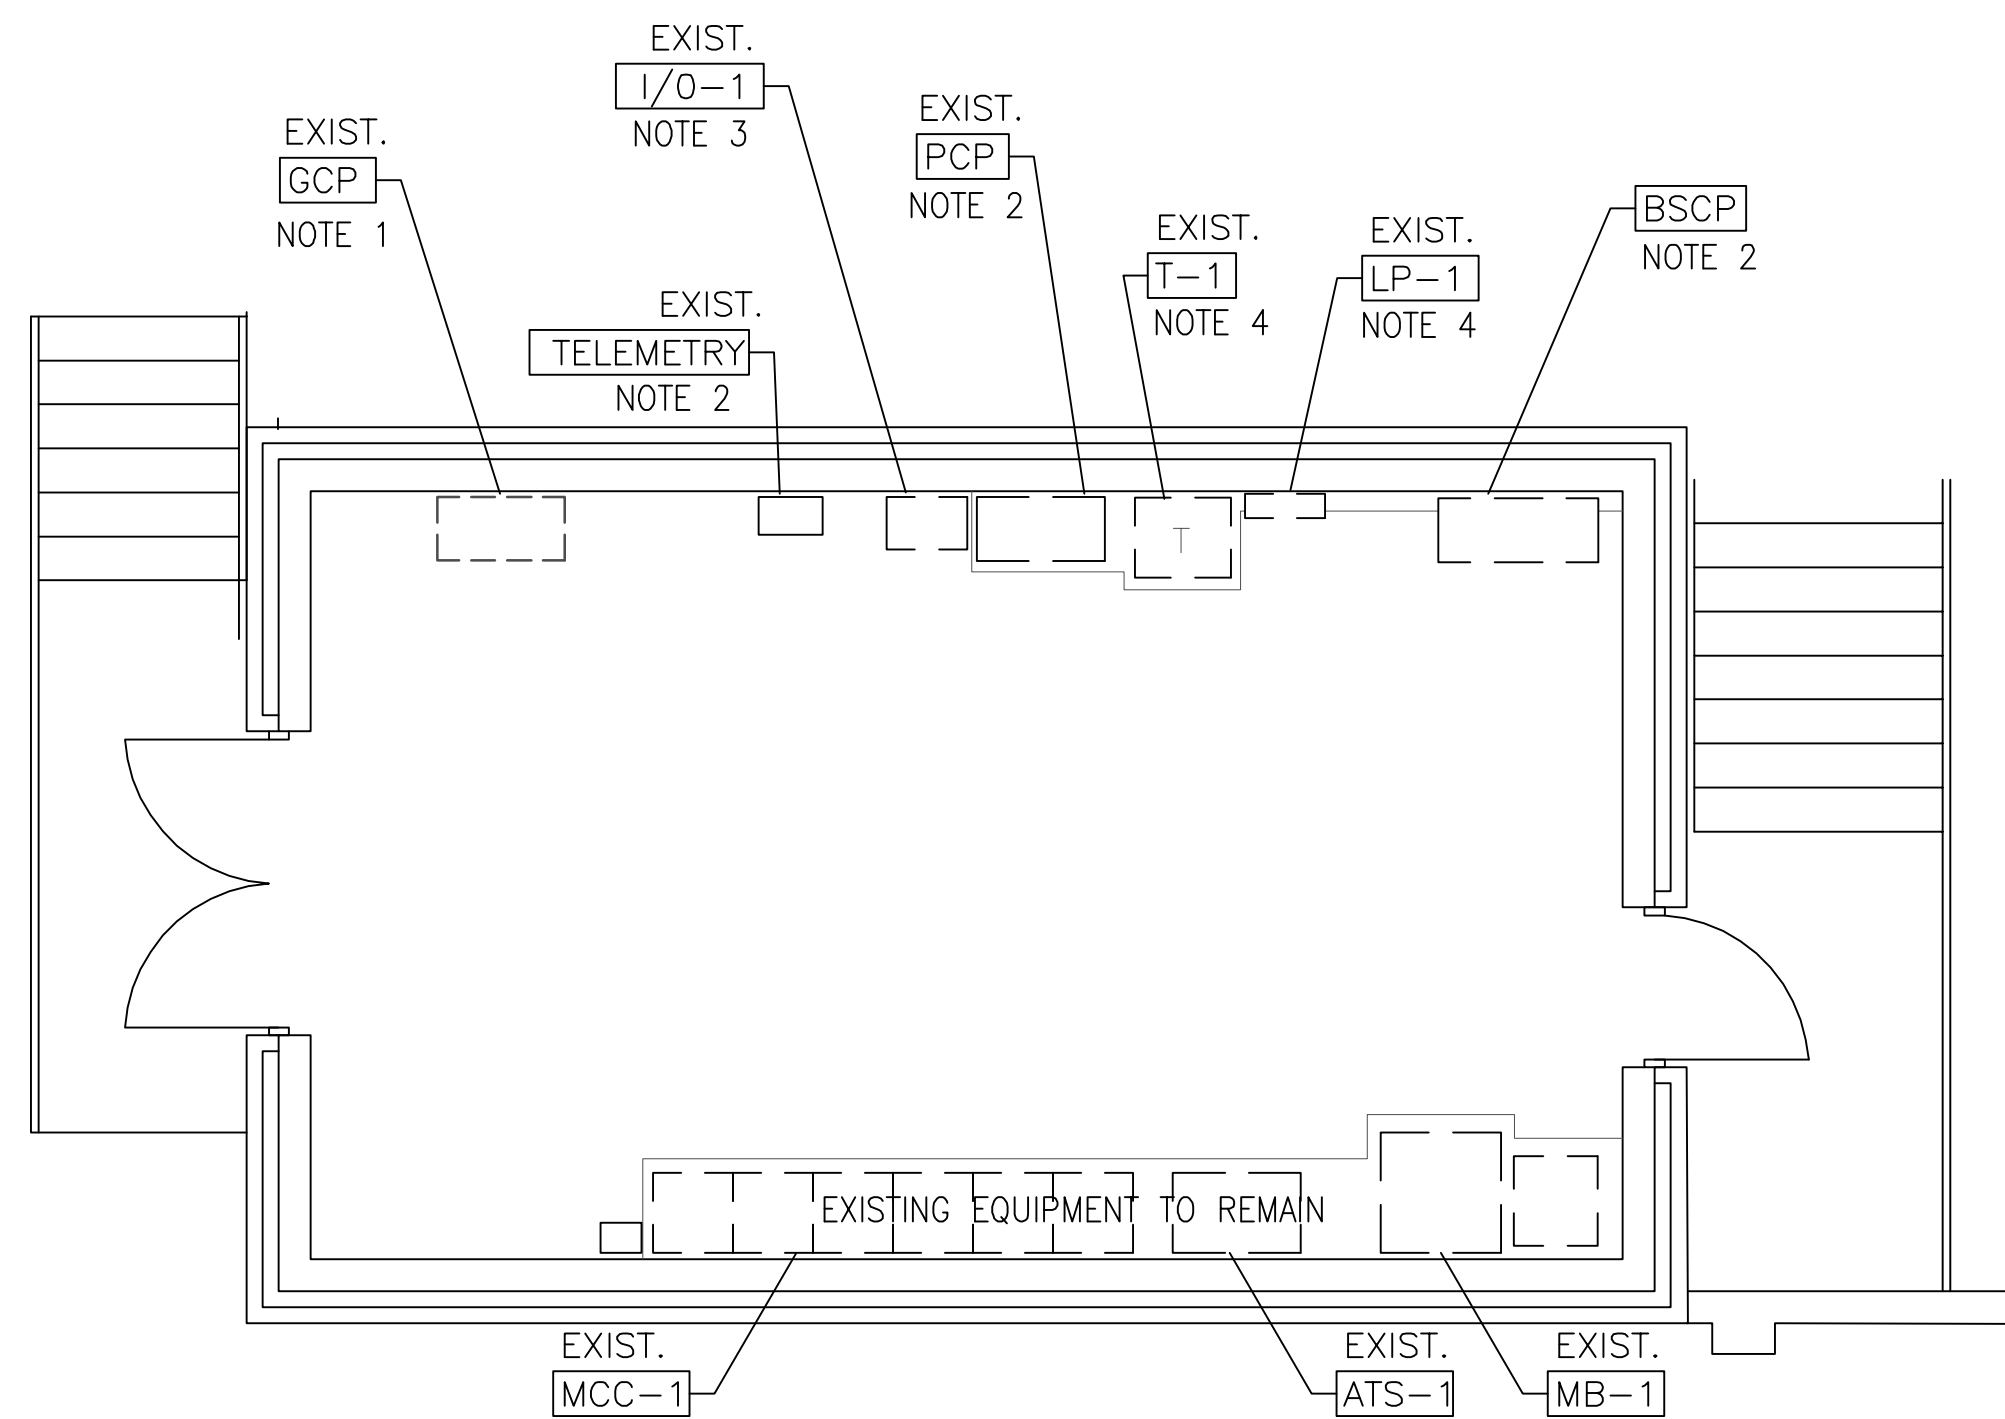 EXIST.
I/O-1
NOTE 3
EXIST.
PCP
NOTE 2
EXIST.
GCP
NOTE 1
BSCP
NOTE 2
EXIST.
T-1
NOTE 4
EXIST.
LP-1
NOTE 4
EXIST.
TELEMETRY
NOTE 2
T
EXISTING EQUIPMENT TO REMAIN
EXIST.
MCC-1
EXIST.
ATS-1
EXIST.
MB-1